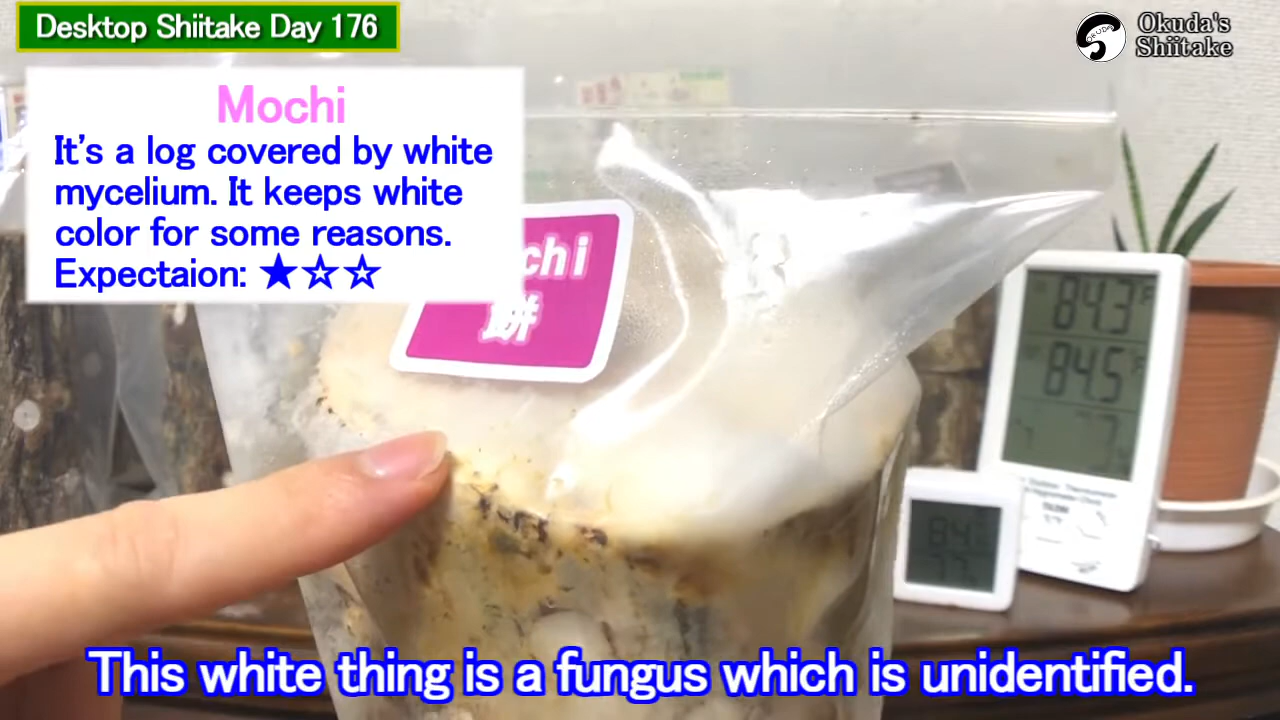 Desktop Shiitake Day 176
Okuda's
Shiitake
Mochi
It's a log covered by white
mycelium. It keeps white
color for some reasons.
Expectaion: ★☆☆
chi
餅
84.3
84.5
This white thing is a fungus which is unidentified.